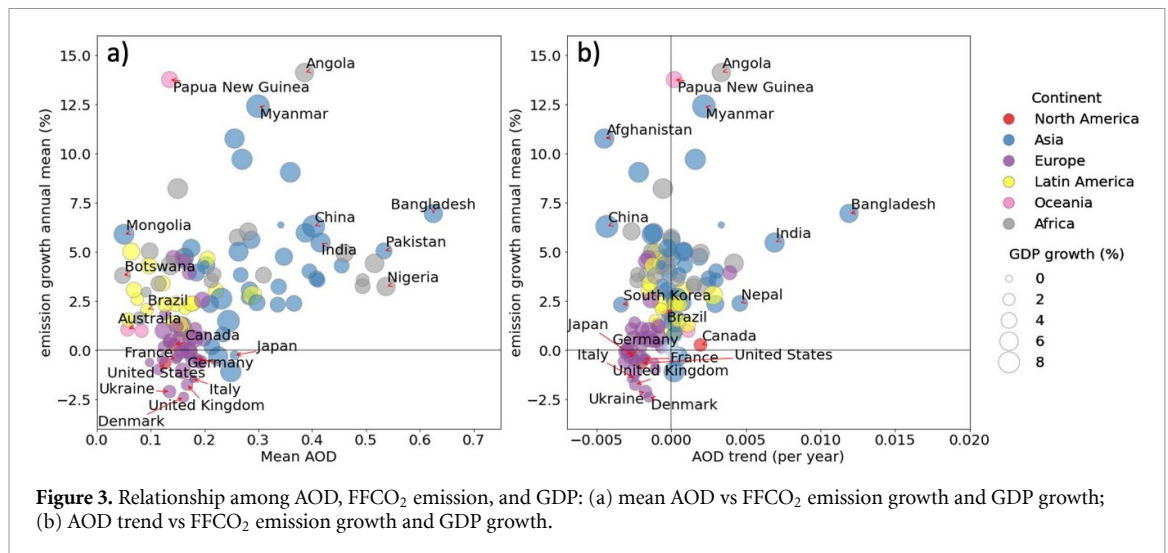 a)
15.0
12.5
10.0
7.5
5.0
2.5
0.0
−2.5
emission growth annual mean (%)
Angola
Papua New Guinea
Myanmar
Bangladesh
Mongolia
China
India
Pakistan
Botswana
Nigeria
Brazil
Australia
Canada
Japan
France
Germany
United States
Italy
Ukraine
United Kingdom
Denmark
0.0 0.1 0.2 0.3 0.4 0.5 0.6 0.7
Mean AOD
b)
15.0
12.5
10.0
7.5
5.0
2.5
0.0
−2.5
emission growth annual mean (%)
Angola
Papua New Guinea
Myanmar
Afghanistan
Bangladesh
China
India
South Korea
Nepal
Brazil
Japan
Canada
Germany
Italy
France
United States
United Kingdom
Ukraine
Denmark
−0.005 0.000 0.005 0.010 0.015 0.020
AOD trend (per year)
Continent
North America
Asia
Europe
Latin America
Oceania
Africa
GDP growth (%)
0
2
4
6
8
Figure 3. Relationship among AOD, FFCO₂ emission, and GDP: (a) mean AOD vs FFCO₂ emission growth and GDP growth;
(b) AOD trend vs FFCO₂ emission growth and GDP growth.